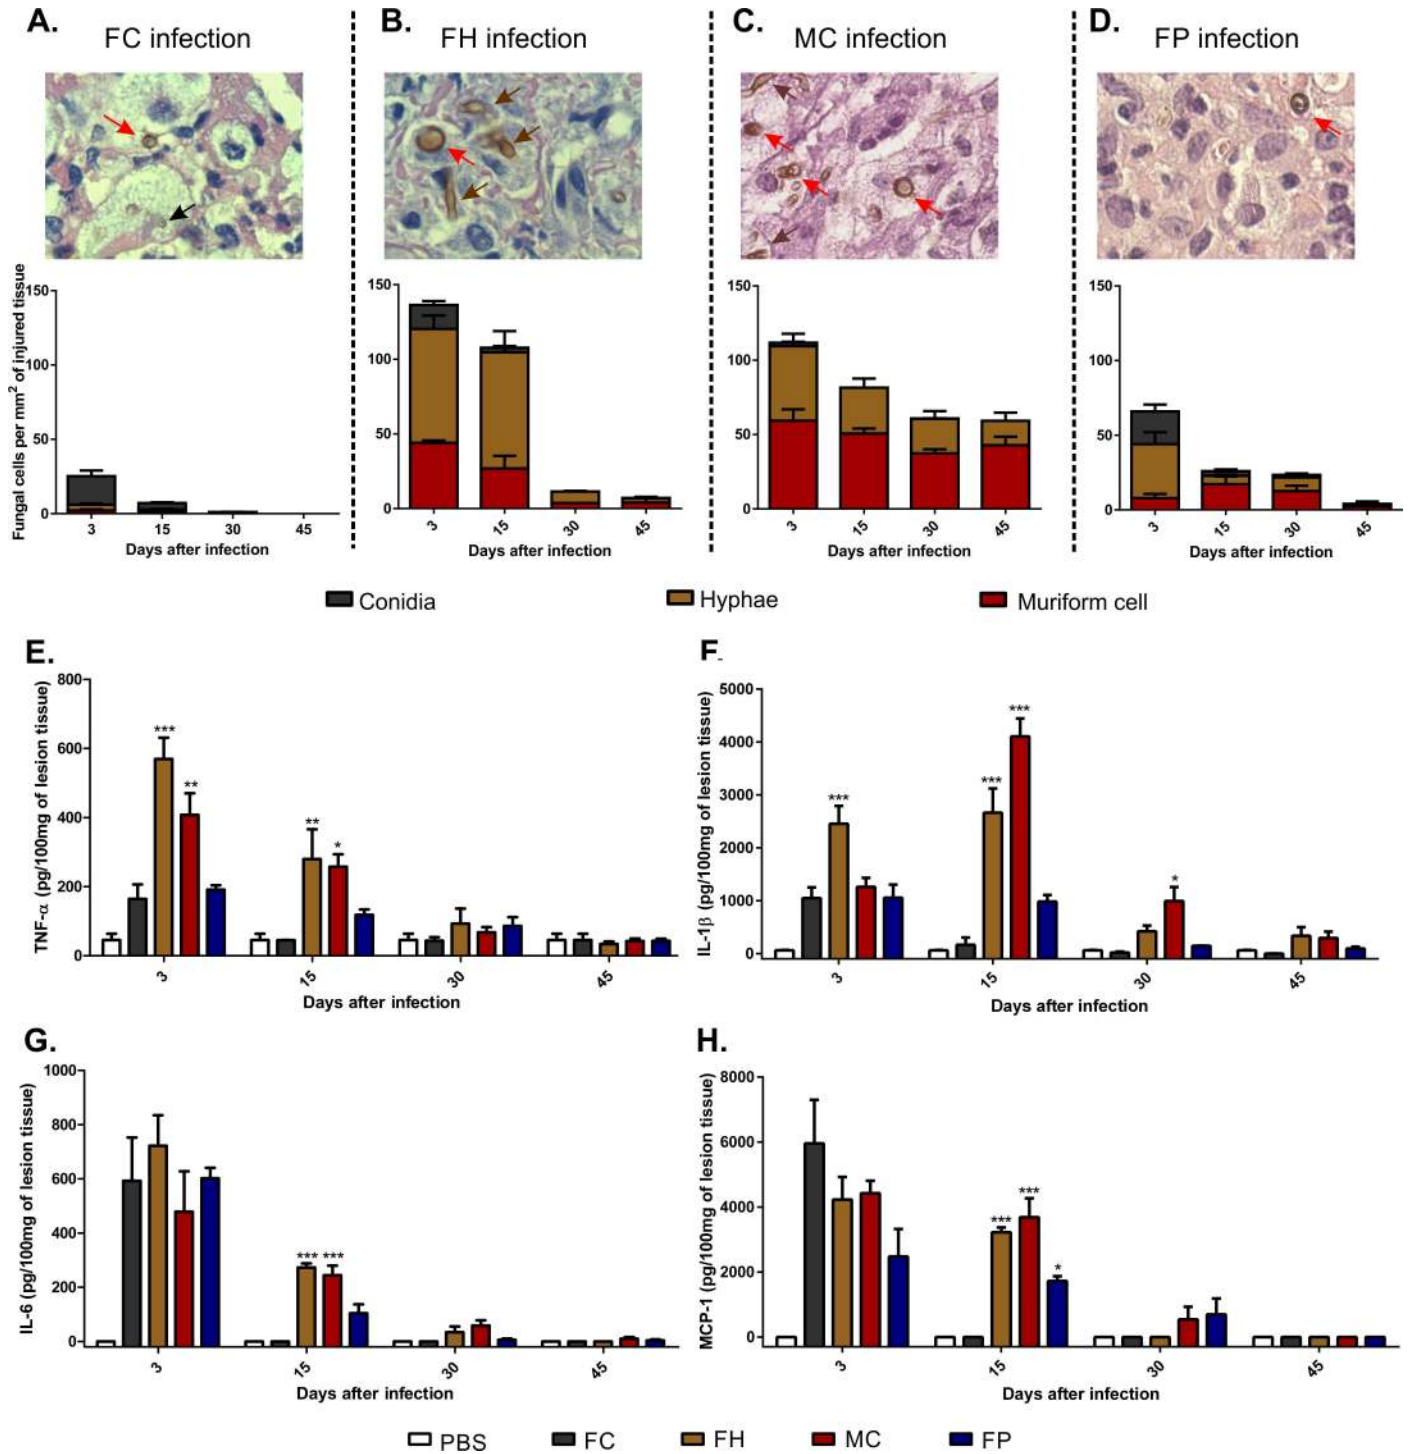 A. FC infection
B. FH infection
C. MC infection
D. FP infection
Fungal cells per mm² of injured tissue
150
100
50
0
3 15 30 45
Days after infection
150
100
50
0
3 15 30 45
Days after infection
150
100
50
0
3 15 30 45
Days after infection
150
100
50
0
3 15 30 45
Days after infection
Conidia Hyphae Muriform cell
E.
TNF-α (pg/100mg of lesion tissue)
800
600
400
200
0
*** ** ** *
3 15 30 45
Days after infection
F.
IL-1β (pg/100mg of lesion tissue)
5000
4000
3000
2000
1000
0
*** *** *** *
3 15 30 45
Days after infection
G.
IL-6 (pg/100mg of lesion tissue)
1000
800
600
400
200
0
*** ***
3 15 30 45
Days after infection
H.
MCP-1 (pg/100mg of lesion tissue)
8000
6000
4000
2000
0
*** *** *
3 15 30 45
Days after infection
PBS FC FH MC FP